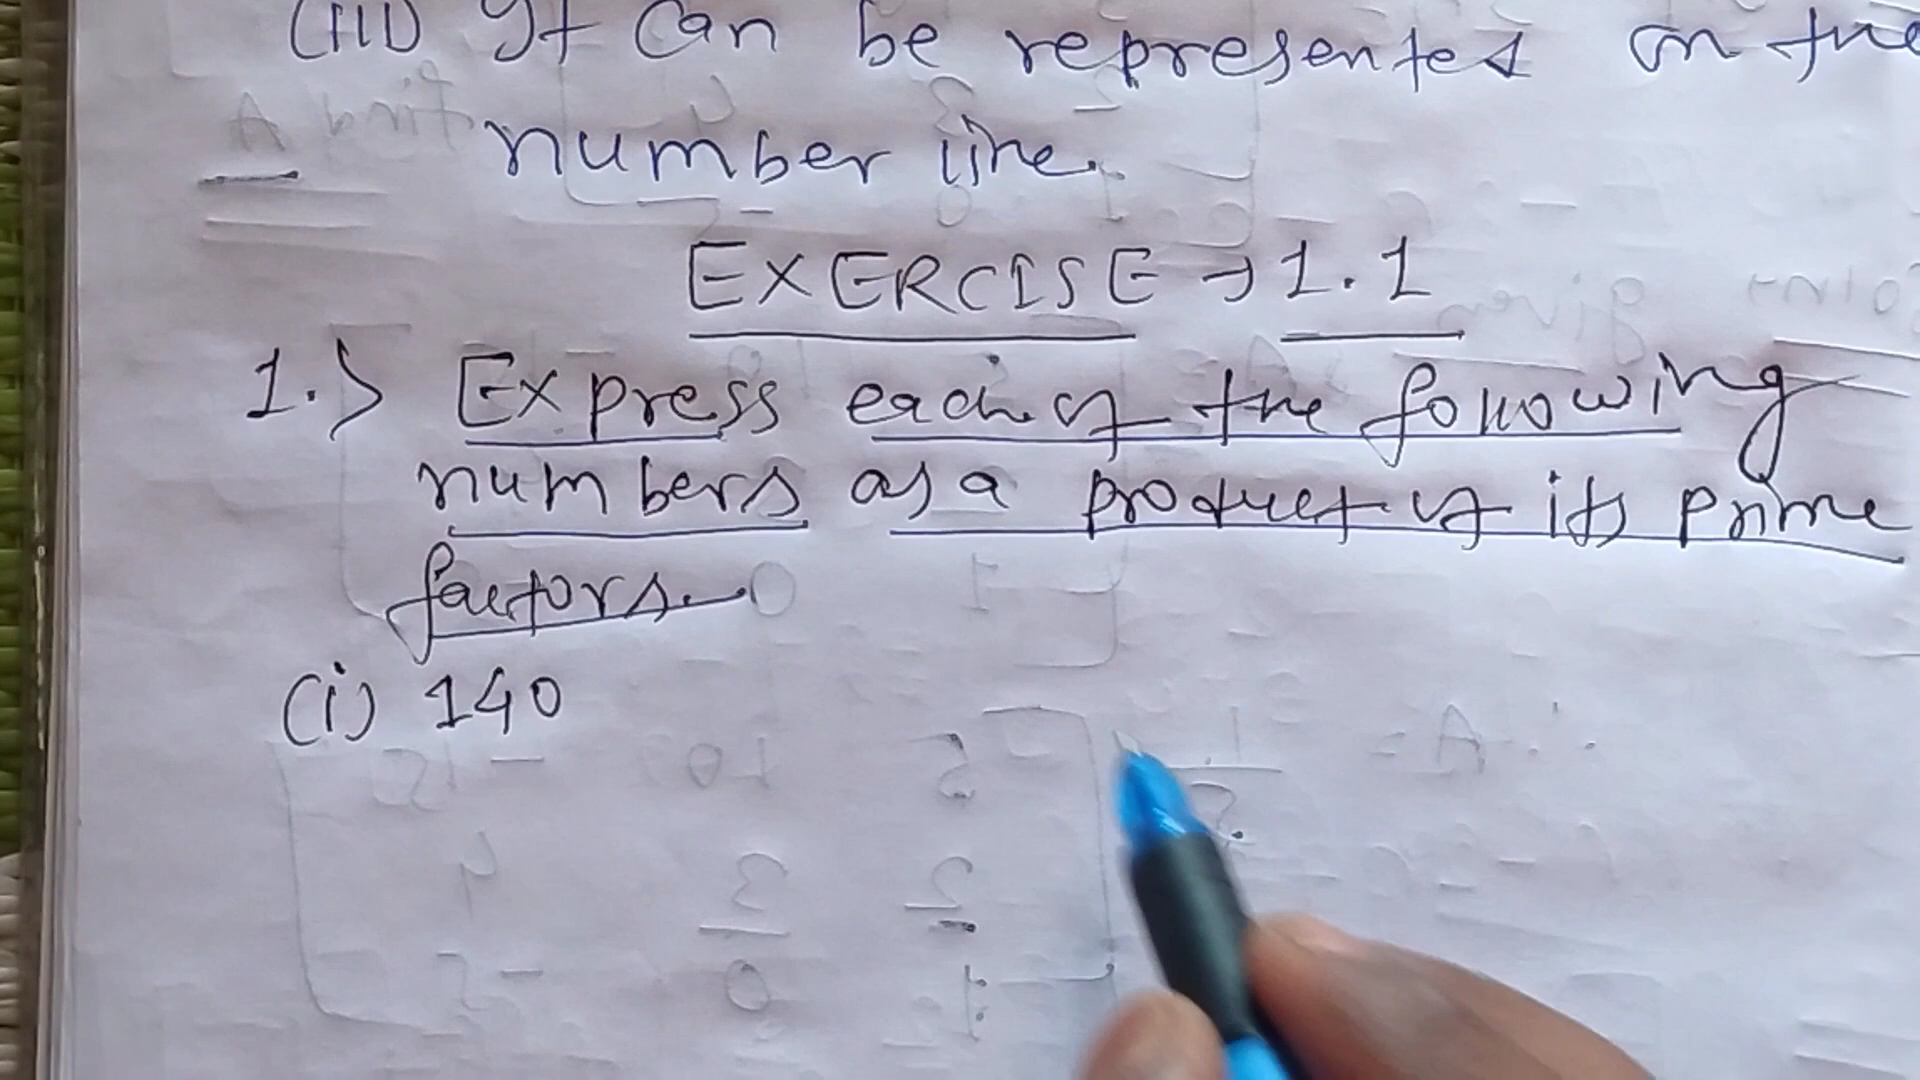 (III) It can be represented on the
number line.
EXERCISE → 1.1
1.> Express each of the following
numbers as a product of its prime
factors.
(i) 140